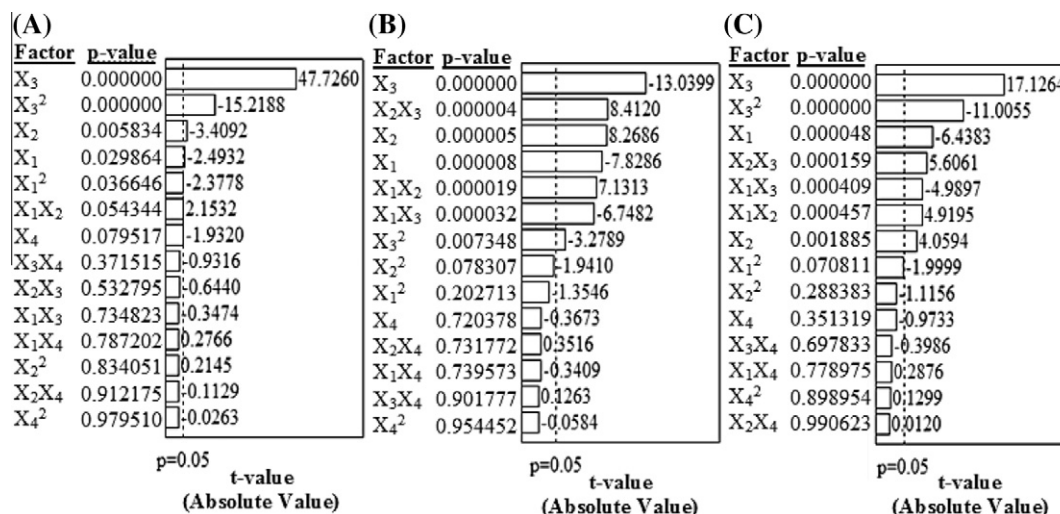 (A)
Factor p-value
X3 0.000000 47.7260
X3² 0.000000 -15.2188
X2 0.005834 -3.4092
X1 0.029864 -2.4932
X1² 0.036646 -2.3778
X1X2 0.054344 2.1532
X4 0.079517 -1.9320
X3X4 0.371515 -0.9316
X2X3 0.532795 -0.6440
X1X3 0.734823 -0.3474
X1X4 0.787202 0.2766
X2² 0.834051 0.2145
X2X4 0.912175 -0.1129
X4² 0.979510 -0.0263
p=0.05
t-value
(Absolute Value)
(B)
Factor p-value
X3 0.000000 -13.0399
X2X3 0.000004 8.4120
X2 0.000005 8.2686
X1 0.000008 -7.8286
X1X2 0.000019 7.1313
X1X3 0.000032 -6.7482
X3² 0.007348 -3.2789
X2² 0.078307 -1.9410
X1² 0.202713 -1.3546
X4 0.720378 -0.3673
X2X4 0.731772 0.3516
X1X4 0.739573 -0.3409
X3X4 0.901777 0.1263
X4² 0.954452 -0.0584
p=0.05
t-value
(Absolute Value)
(C)
Factor p-value
X3 0.000000 17.1264
X3² 0.000000 -11.0055
X1 0.000048 -6.4383
X2X3 0.000159 5.6061
X1X3 0.000409 -4.9897
X1X2 0.000457 4.9195
X2 0.001885 4.0594
X1² 0.070811 -1.9999
X2² 0.288383 -1.1156
X4 0.351319 -0.9733
X3X4 0.697833 -0.3986
X1X4 0.778975 0.2876
X4² 0.898954 0.1299
X2X4 0.990623 0.0120
p=0.05
t-value
(Absolute Value)